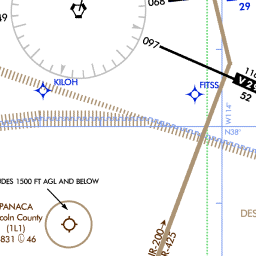 068
29
097
V2
116
52
KILOH
FITSS
W114°
N38°
UDES 1500 FT AGL AND BELOW
PANACA
coln County
(1L1)
831 46
DES
IR-200→
R-425